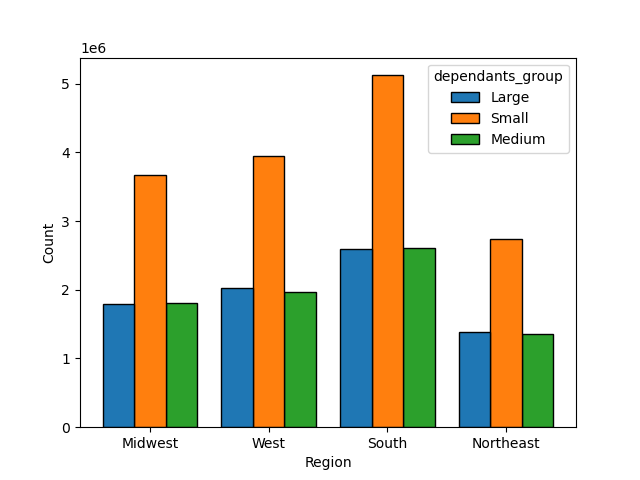 1e6
dependants_group
Large
Small
Medium
5
4
3
2
1
0
Count
Midwest West South Northeast
Region